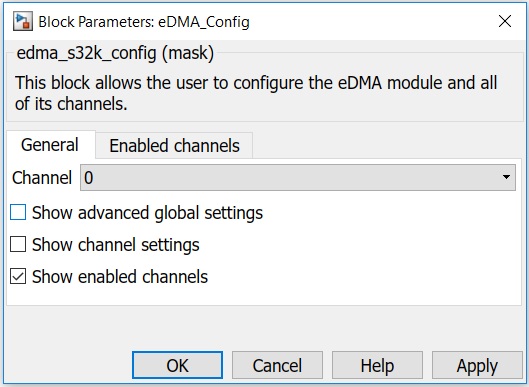 Block Parameters: eDMA_Config
edma_s32k_config (mask)
This block allows the user to configure the eDMA module and all
of its channels.
General Enabled channels
Channel 0
Show advanced global settings
Show channel settings
Show enabled channels
OK Cancel Help Apply